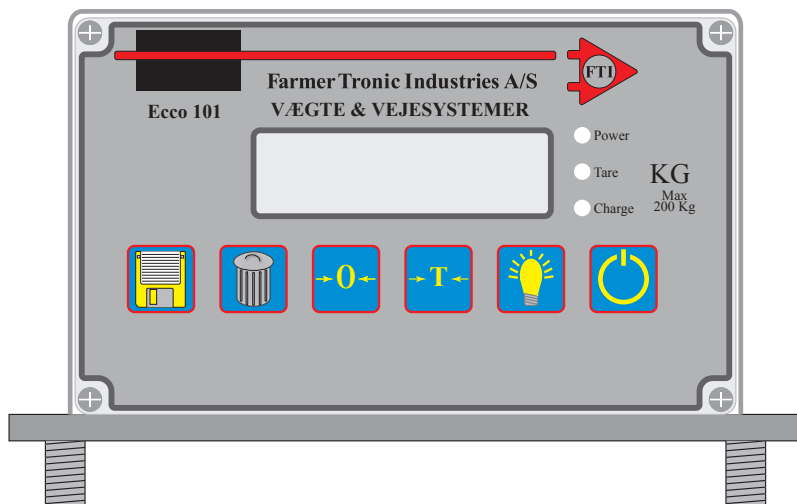 Farmer Tronic Industries A/S
FTI
Ecco 101
VÆGTE & VEJESYSTEMER
Power
Tare
KG
Max
Charge
200 Kg
→0←
→T←